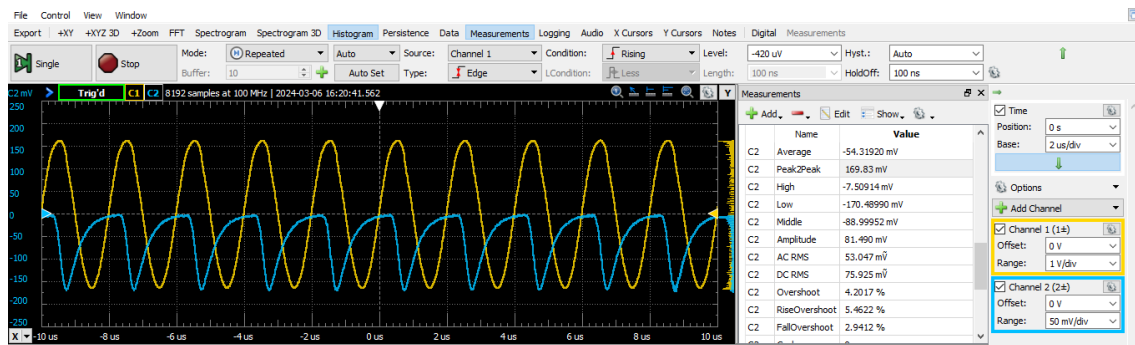 File Control View Window
Export +XY +XYZ 3D +Zoom FFT Spectrogram Spectrogram 3D Histogram Persistence Data Measurements Logging Audio X Cursors Y Cursors Notes Digital Measurements
Single Stop Mode: Repeated Auto Source: Channel 1 Condition: Rising Level: -420 uV Hyst.: Auto
Buffer: 10 Auto Set Type: Edge LCondition: Less Length: 100 ns HoldOff: 100 ns
C2 mV Trig'd C1 C2 8192 samples at 100 MHz | 2024-03-06 16:20:41.562 Y
250
200
150
100
50
0
-50
-100
-150
-200
-250
X -10 us -8 us -6 us -4 us -2 us 0 us 2 us 4 us 6 us 8 us 10 us
Measurements
Add Edit Show
Name Value
C2 Average -54.31920 mV
C2 Peak2Peak 169.83 mV
C2 High -7.50914 mV
C2 Low -170.48990 mV
C2 Middle -88.99952 mV
C2 Amplitude 81.490 mV
C2 AC RMS 53.047 mṼ
C2 DC RMS 75.925 mṼ
C2 Overshoot 4.2017 %
C2 RiseOvershoot 5.4622 %
C2 FallOvershoot 2.9412 %
Time
Position: 0 s
Base: 2 us/div
Options
Add Channel
Channel 1 (1±)
Offset: 0 V
Range: 1 V/div
Channel 2 (2±)
Offset: 0 V
Range: 50 mV/div